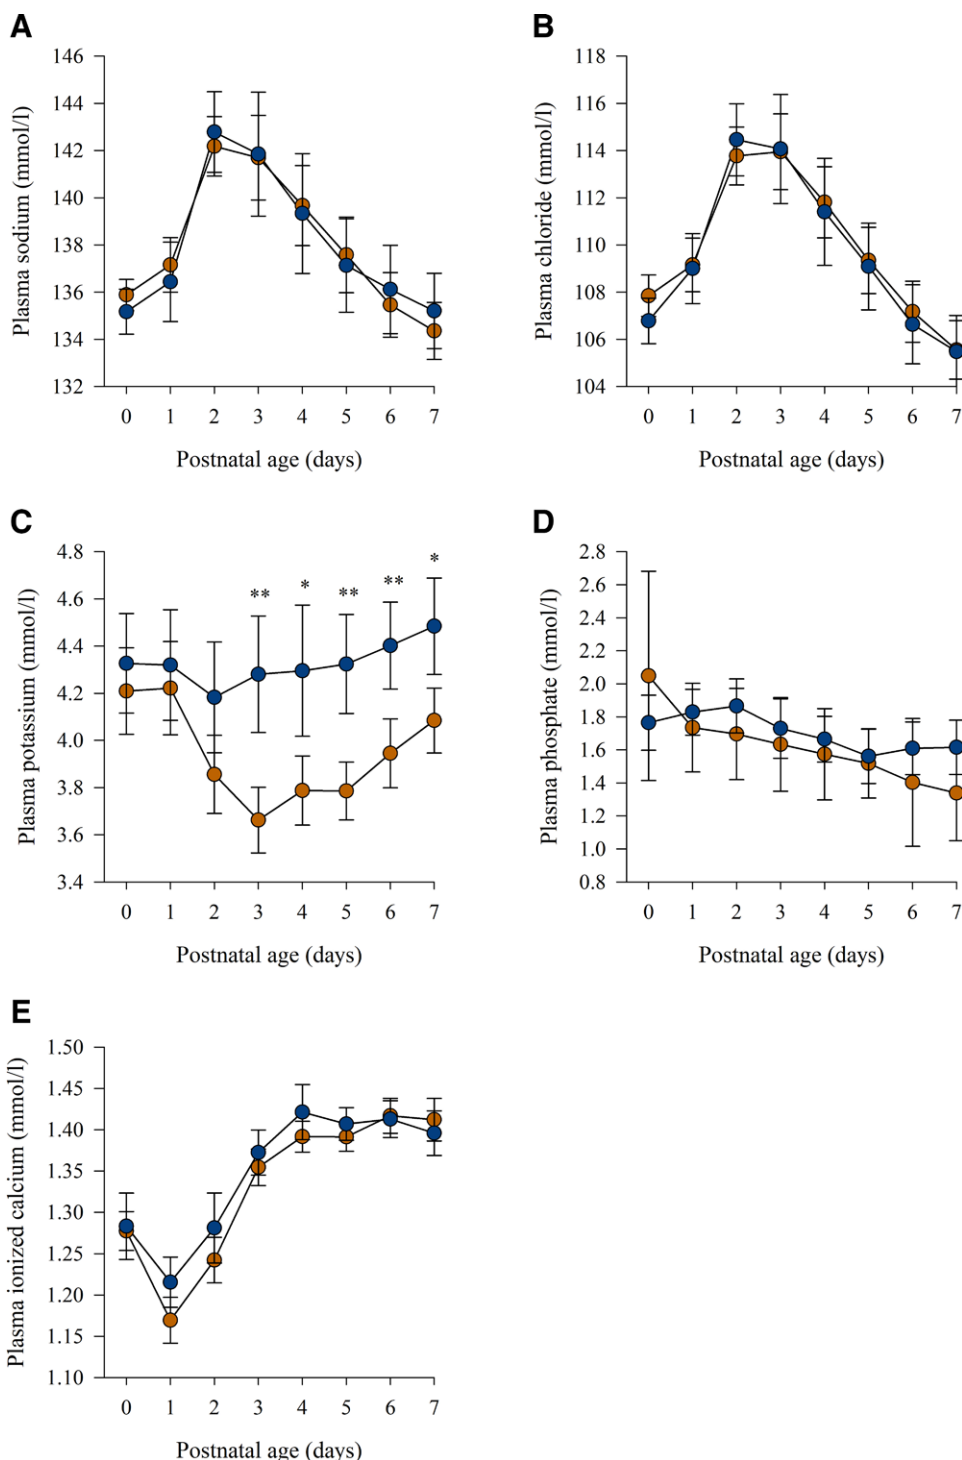 A
Plasma sodium (mmol/l)
146
144
142
140
138
136
134
132
0 1 2 3 4 5 6 7
Postnatal age (days)
B
Plasma chloride (mmol/l)
118
116
114
112
110
108
106
104
0 1 2 3 4 5 6 7
Postnatal age (days)
C
Plasma potassium (mmol/l)
4.8
4.6
4.4
4.2
4.0
3.8
3.6
3.4
** * ** ** *
0 1 2 3 4 5 6 7
Postnatal age (days)
D
Plasma phosphate (mmol/l)
2.8
2.6
2.4
2.2
2.0
1.8
1.6
1.4
1.2
1.0
0.8
0 1 2 3 4 5 6 7
Postnatal age (days)
E
Plasma ionized calcium (mmol/l)
1.50
1.45
1.40
1.35
1.30
1.25
1.20
1.15
1.10
0 1 2 3 4 5 6 7
Postnatal age (days)